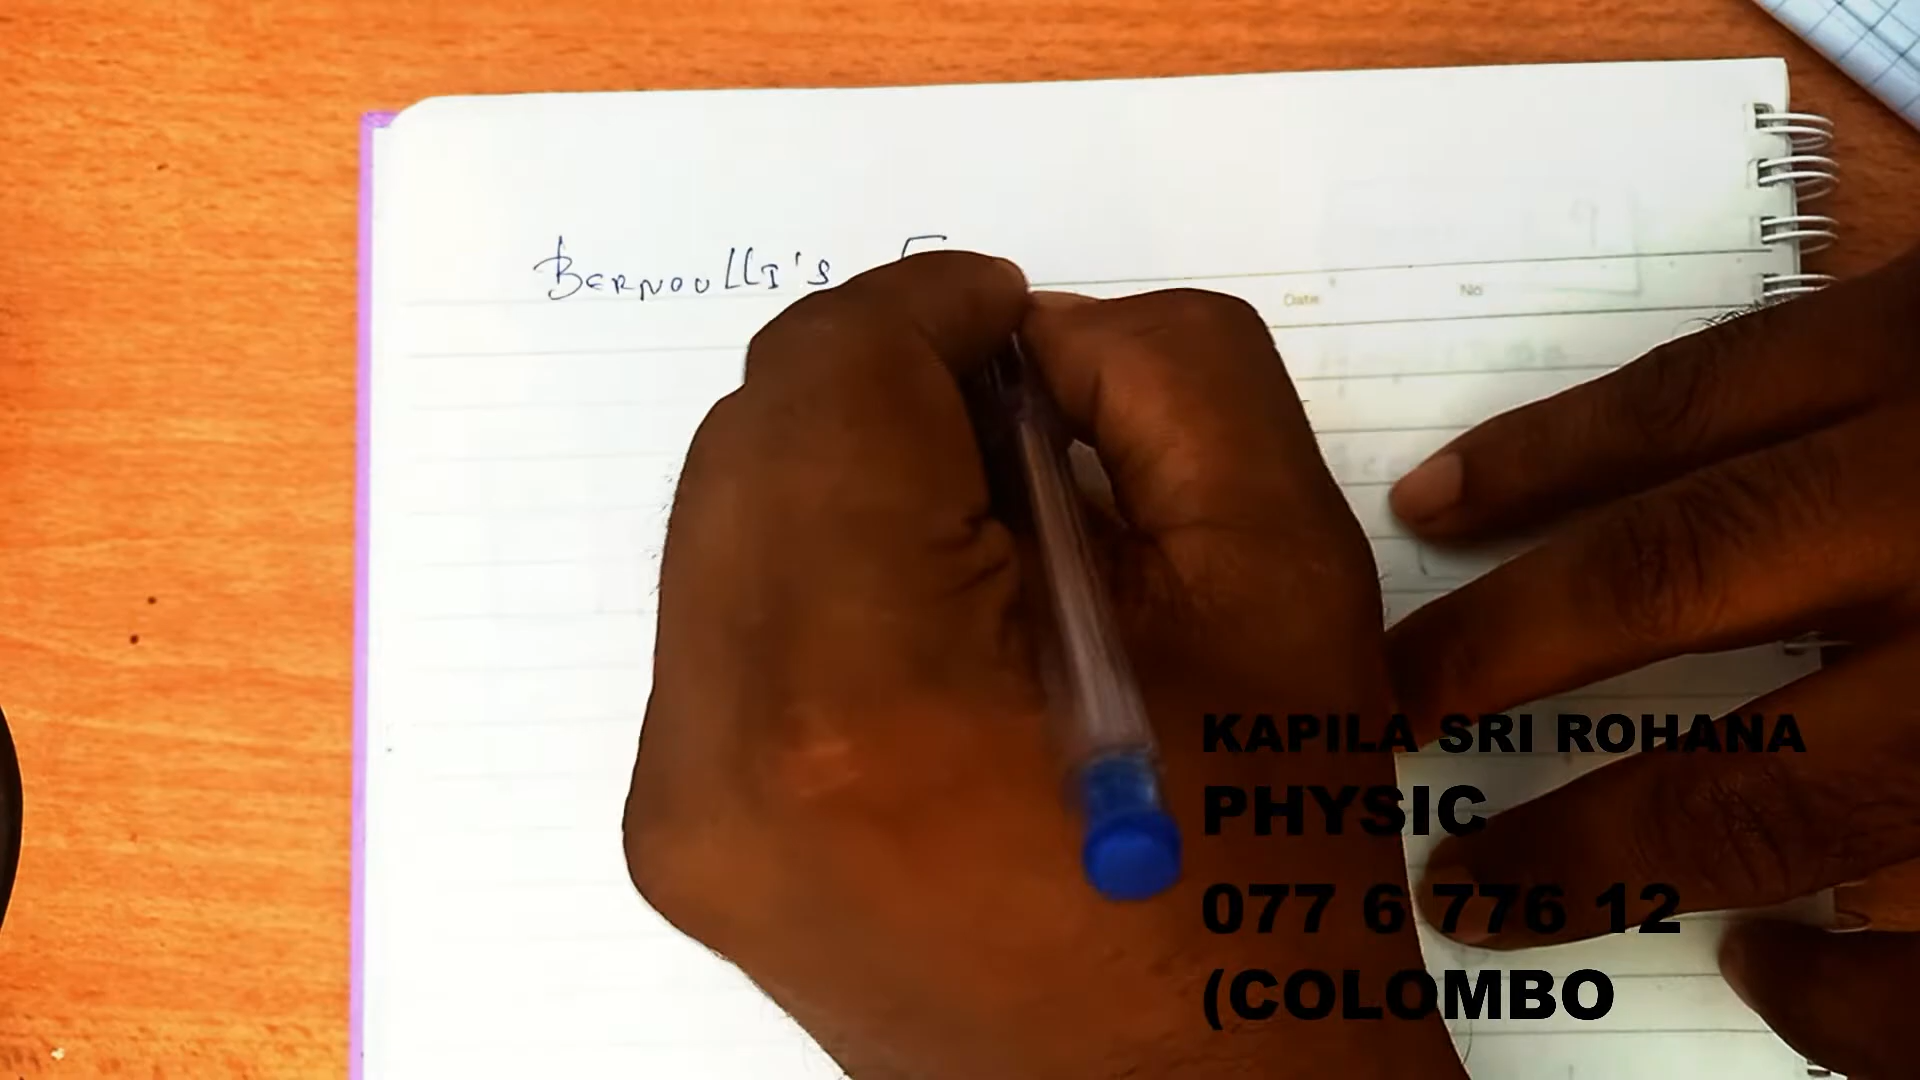 BERNOULLI'S
Date
No
KAPILA SRI ROHANA
PHYSIC
077 6 776 12
(COLOMBO